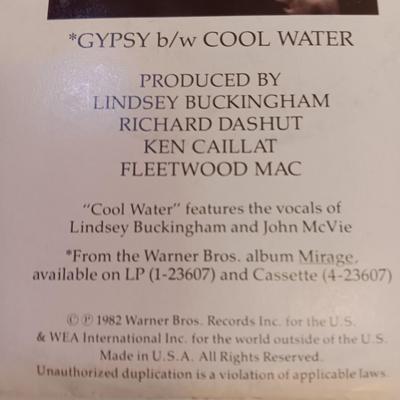 *GYPSY b/w COOL WATER
PRODUCED BY
LINDSEY BUCKINGHAM
RICHARD DASHUT
KEN CAILLAT
FLEETWOOD MAC
"Cool Water" features the vocals of
Lindsey Buckingham and John McVie
*From the Warner Bros. album Mirage,
available on LP (1-23607) and Cassette (4-23607)
© ℗ 1982 Warner Bros. Records Inc. for the U.S.
& WEA International Inc. for the world outside of the U.S.
Made in U.S.A. All Rights Reserved.
Unauthorized duplication is a violation of applicable laws.